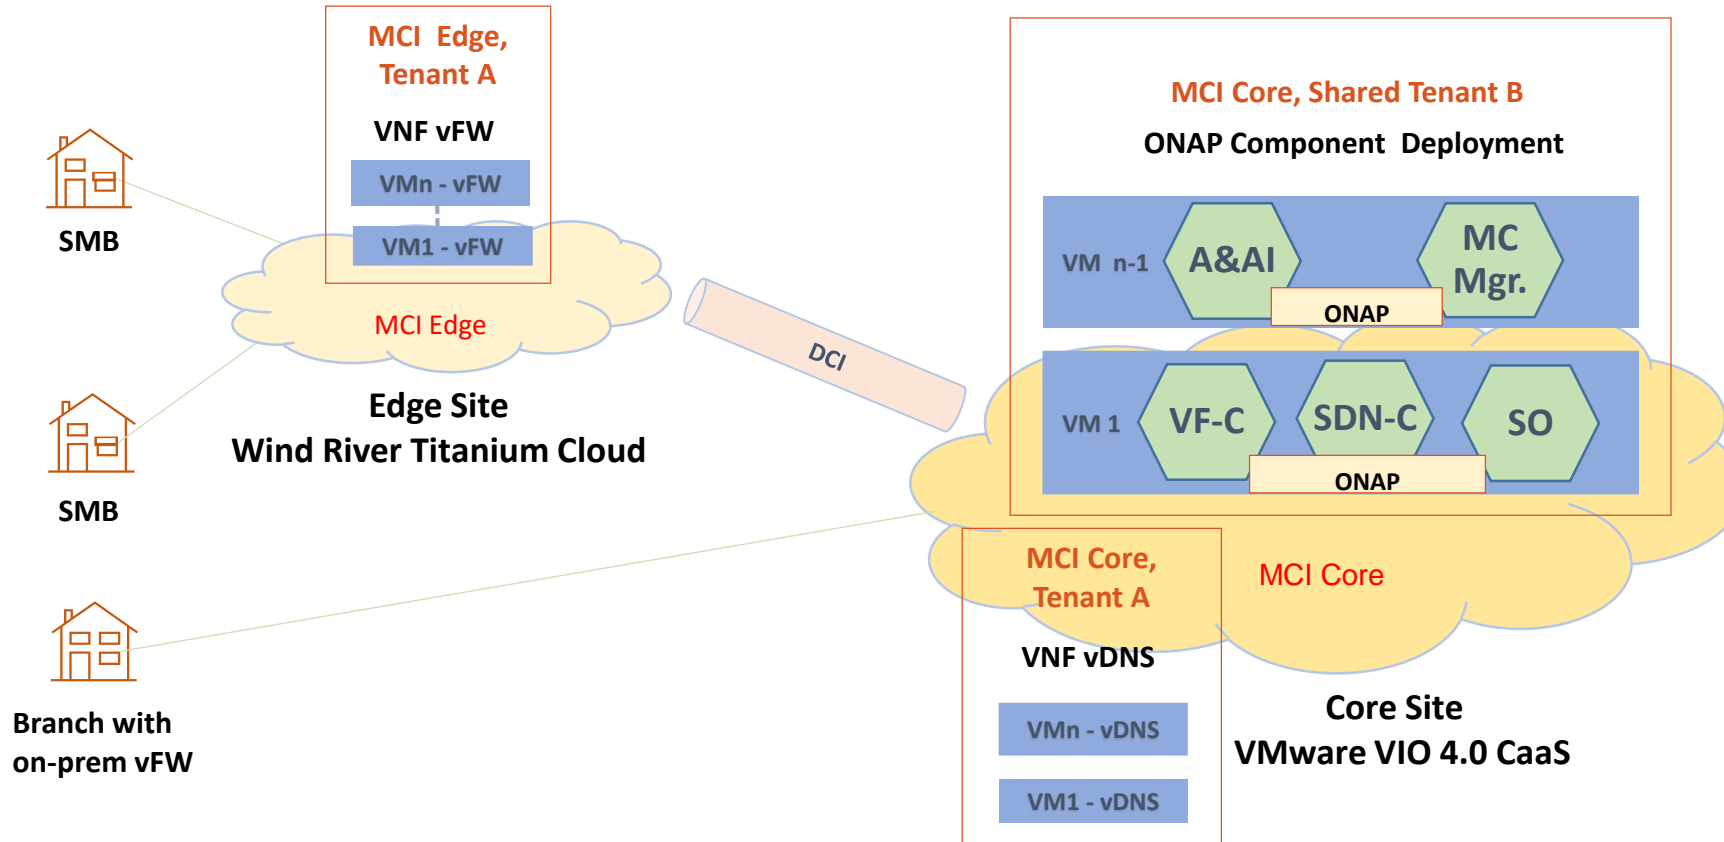 MCI Edge,
Tenant A
VNF vFW
VMn - vFW
VM1 - vFW
MCI Edge
Edge Site
Wind River Titanium Cloud
SMB
SMB
Branch with
on-prem vFW
DCI
MCI Core, Shared Tenant B
ONAP Component Deployment
VM n-1
A&AI
MC
Mgr.
ONAP
VM 1
VF-C
SDN-C
SO
ONAP
MCI Core
MCI Core,
Tenant A
VNF vDNS
VMn - vDNS
VM1 - vDNS
Core Site
VMware VIO 4.0 CaaS